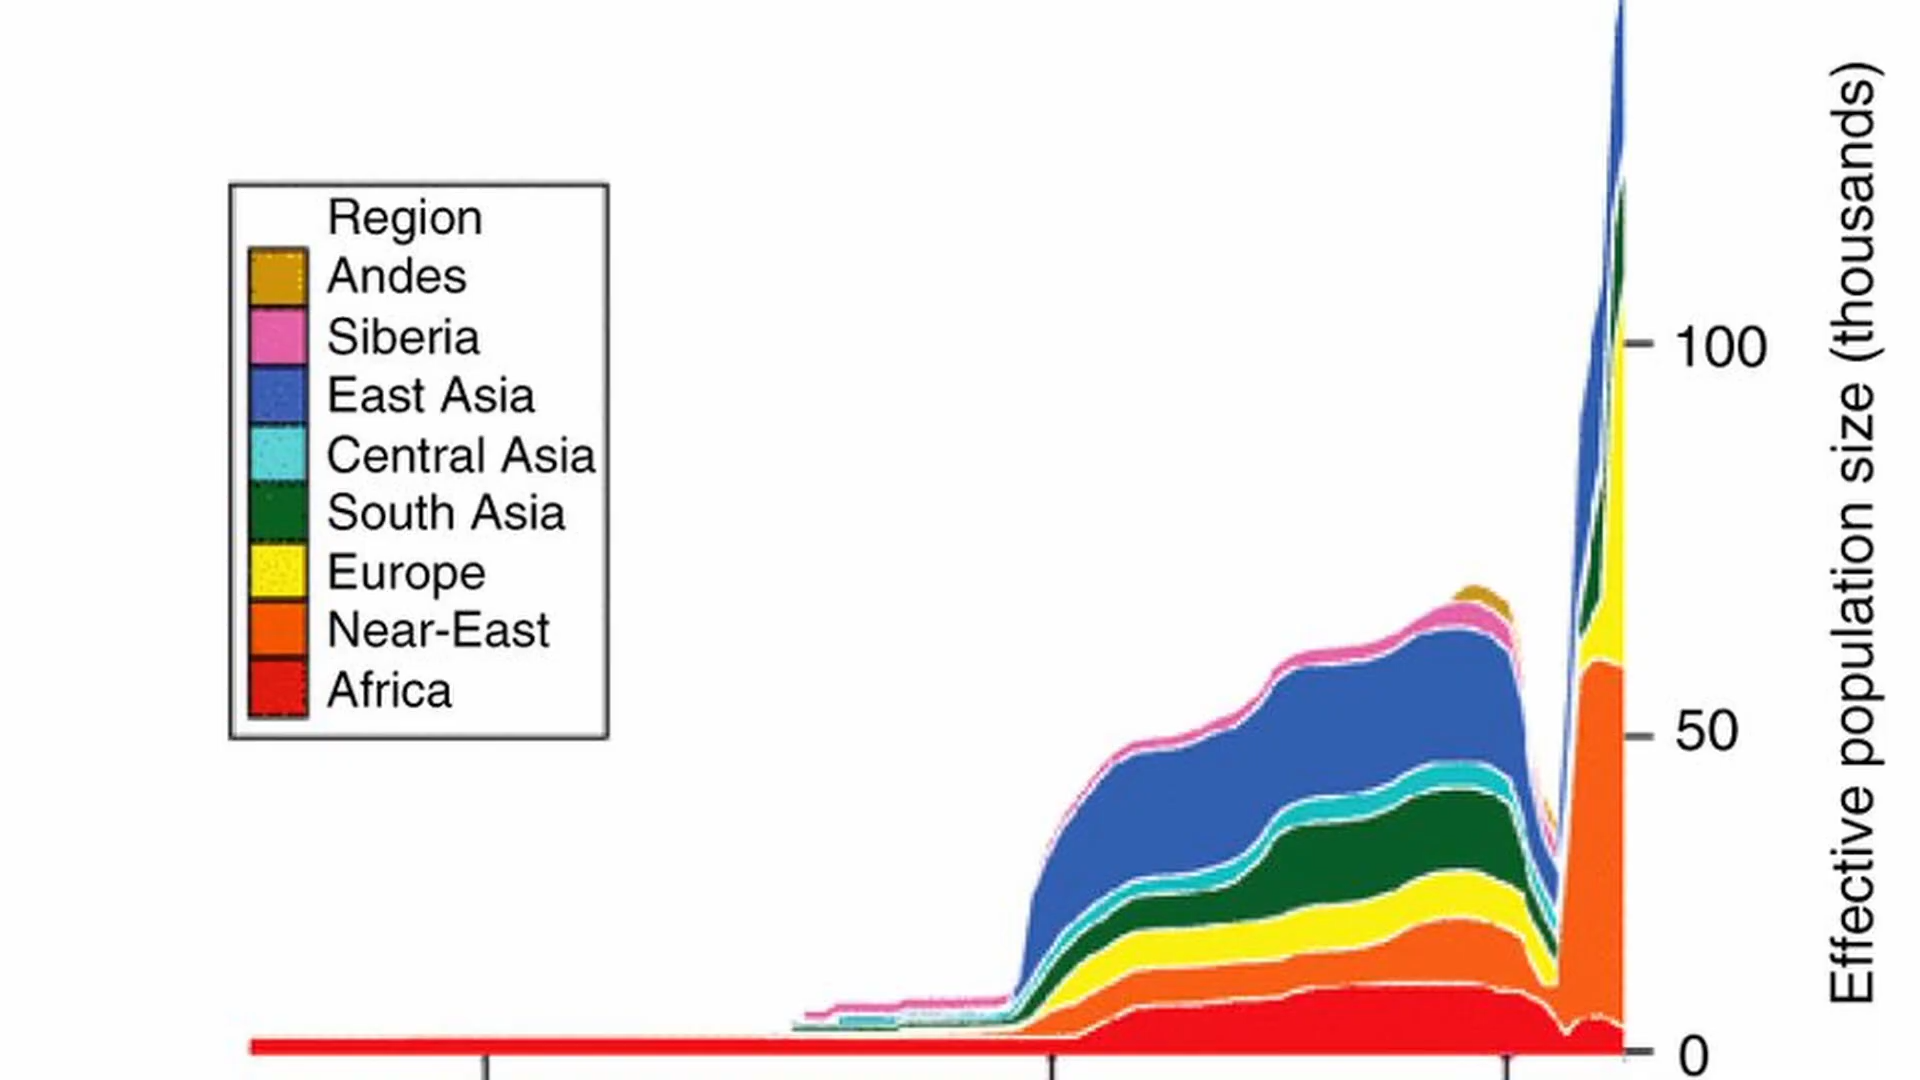 Region
Andes
Siberia
East Asia
Central Asia
South Asia
Europe
Near-East
Africa
100
50
0
Effective population size (thousands)